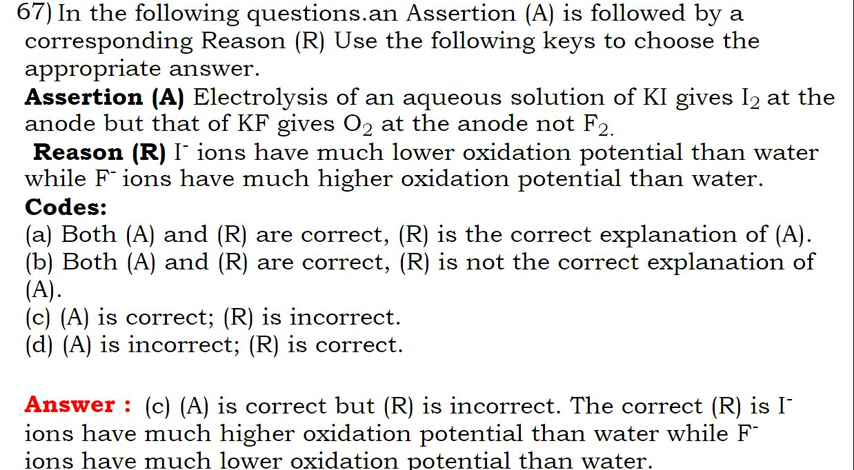 67) In the following questions.an Assertion (A) is followed by a
corresponding Reason (R) Use the following keys to choose the
appropriate answer.
Assertion (A) Electrolysis of an aqueous solution of KI gives I₂ at the
anode but that of KF gives O₂ at the anode not F₂.
Reason (R) I⁻ ions have much lower oxidation potential than water
while F⁻ ions have much higher oxidation potential than water.
Codes:
(a) Both (A) and (R) are correct, (R) is the correct explanation of (A).
(b) Both (A) and (R) are correct, (R) is not the correct explanation of
(A).
(c) (A) is correct; (R) is incorrect.
(d) (A) is incorrect; (R) is correct.
Answer : (c) (A) is correct but (R) is incorrect. The correct (R) is I⁻
ions have much higher oxidation potential than water while F⁻
ions have much lower oxidation potential than water.